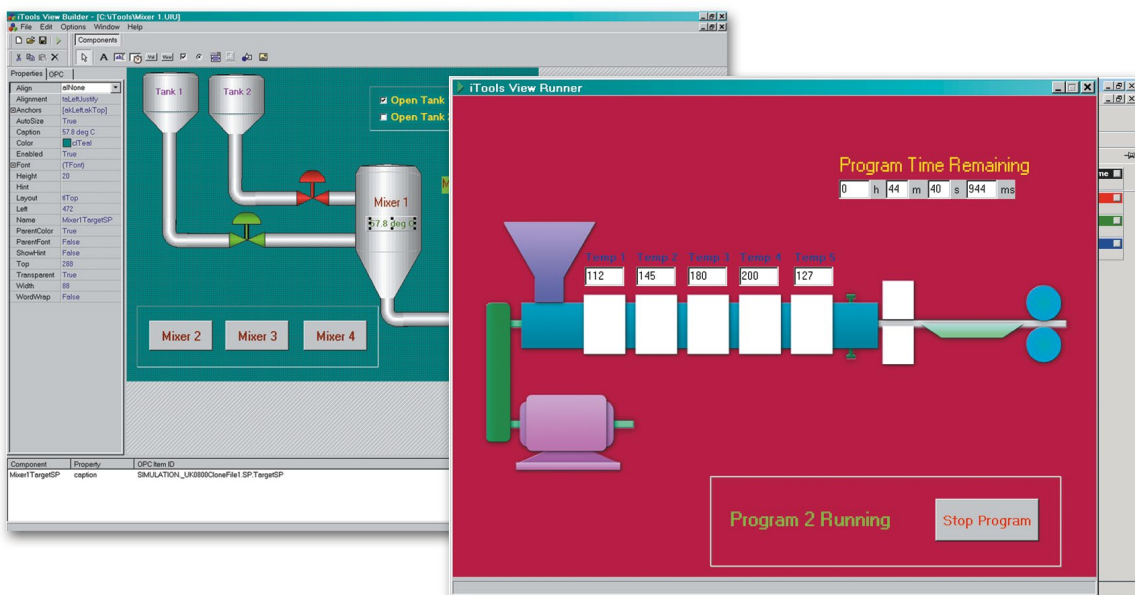 iTools View Builder - [C:\iTools\Mixer 1.UIU]
File Edit Options Window Help
Components
Properties OPC
Align alNone
Alignment taLeftJustify
Anchors [akLeft,akTop]
AutoSize True
Caption 57.8 deg C
Color clTeal
Enabled True
Font (TFont)
Height 20
Hint
Layout tlTop
Left 472
Name Mixer1TargetSP
ParentColor True
ParentFont False
ShowHint False
Top 288
Transparent True
Width 88
WordWrap False
Tank 1
Tank 2
Open Tank
Open Tank
Mixer 1
57.8 deg C
Mixer 2
Mixer 3
Mixer 4
Component Property OPC Item ID
Mixer1TargetSP caption SIMULATION._UK0800CloneFile1.SP.TargetSP
iTools View Runner
Program Time Remaining
0 h 44 m 40 s 944 ms
Temp 1 Temp 2 Temp 3 Temp 4 Temp 5
112 145 180 200 127
Program 2 Running
Stop Program